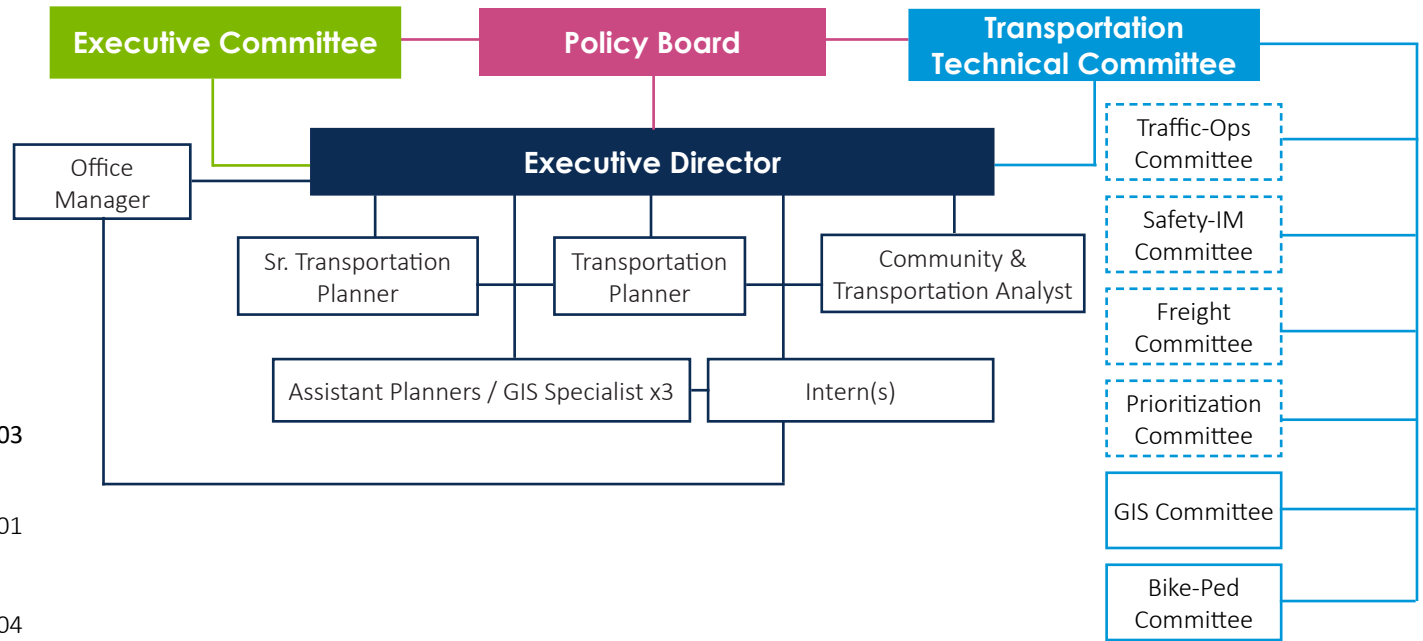 Executive Committee
Policy Board
Transportation
Technical Committee
Executive Director
Office
Manager
Sr. Transportation
Planner
Transportation
Planner
Community &
Transportation Analyst
Assistant Planners / GIS Specialist x3
Intern(s)
Traffic-Ops
Committee
Safety-IM
Committee
Freight
Committee
Prioritization
Committee
GIS Committee
Bike-Ped
Committee
03
01
04